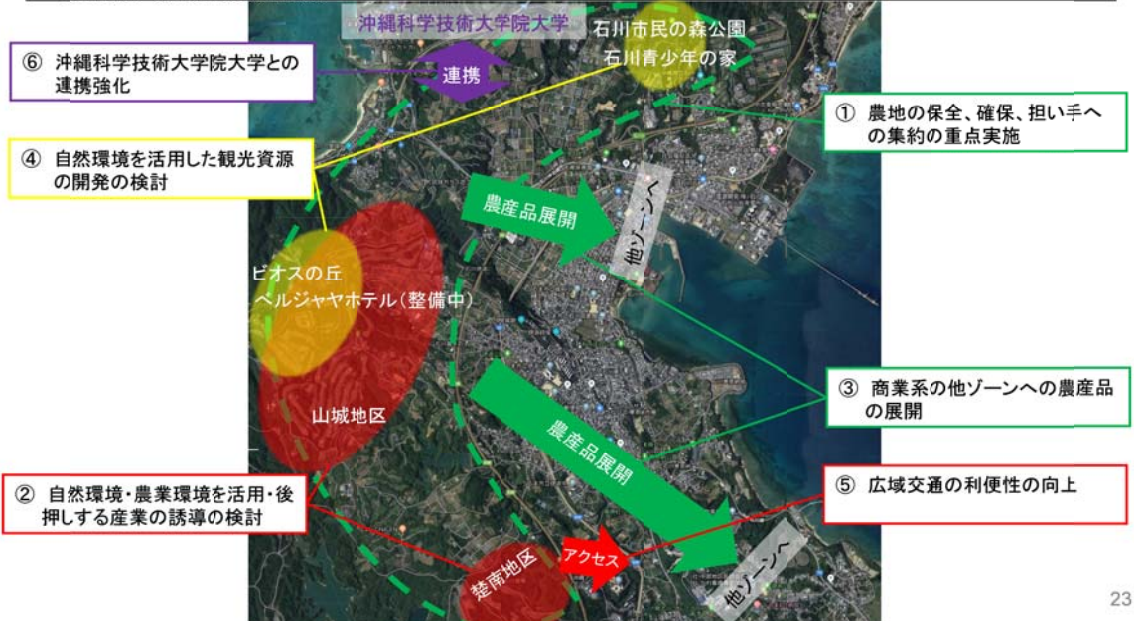 沖縄科学技術大学院大学
石川市民の森公園
石川青少年の家
⑥ 沖縄科学技術大学院大学との
連携強化
連携
① 農地の保全、確保、担い手へ
の集約の重点実施
④ 自然環境を活用した観光資源
の開発の検討
農産品展開
他ゾーンへ
ビオスの丘
ベルジャヤホテル(整備中)
③ 商業系の他ゾーンへの農産品
の展開
山城地区
農産品展開
② 自然環境・農業環境を活用・後
押しする産業の誘導の検討
⑤ 広域交通の利便性の向上
アクセス
楚南地区
他ゾーンへ
23